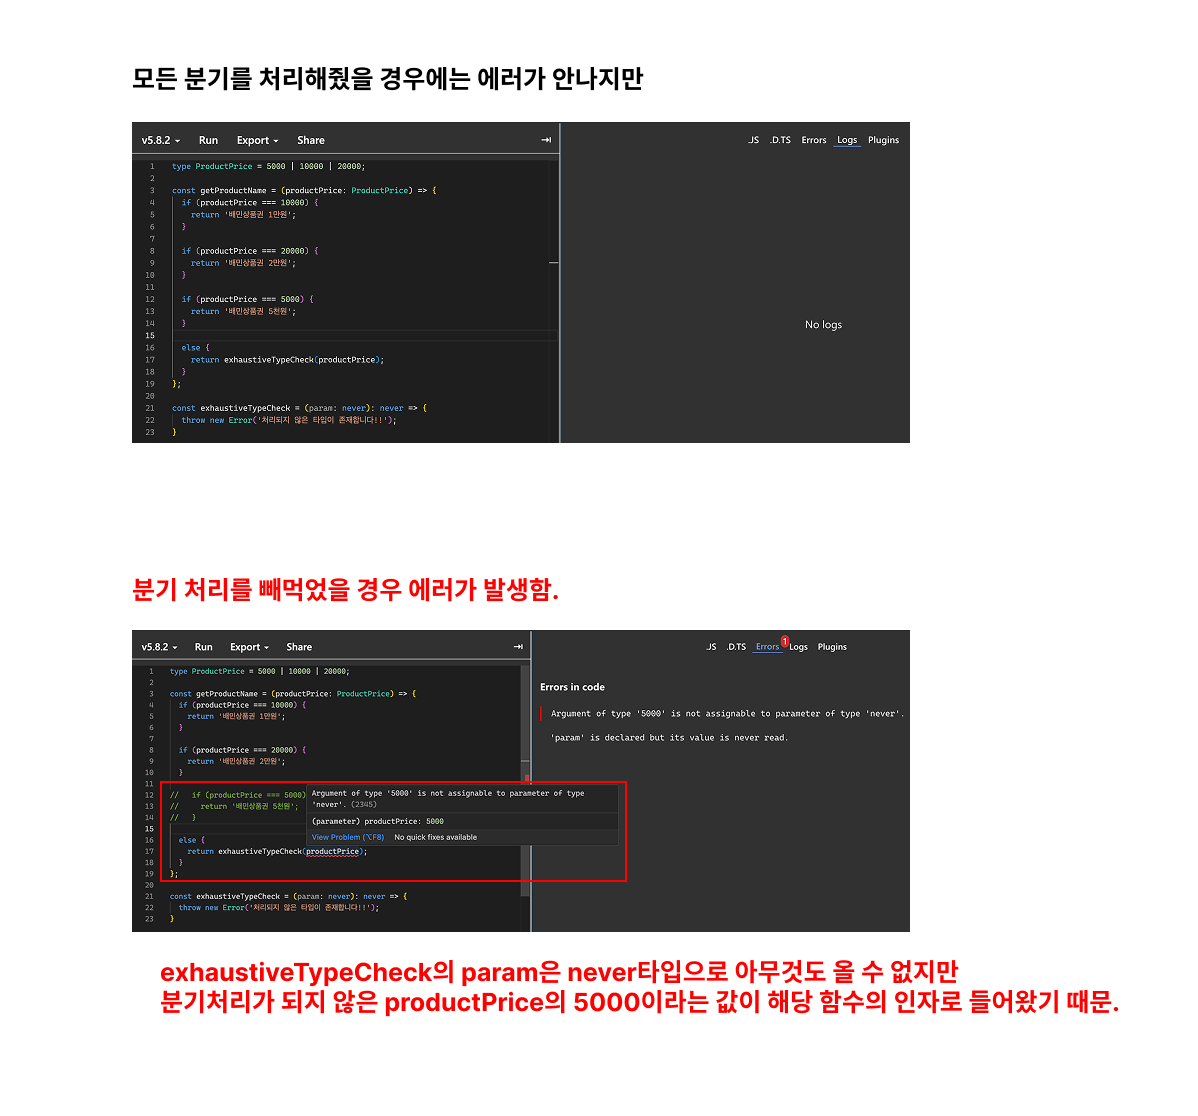 모든 분기를 처리해줬을 경우에는 에러가 안나지만
v5.8.2 Run Export Share
.JS .D.TS Errors Logs Plugins
1 type ProductPrice = 5000 | 10000 | 20000;
2
3 const getProductName = (productPrice: ProductPrice) => {
4 if (productPrice === 10000) {
5 return '배민상품권 1만원';
6 }
7
8 if (productPrice === 20000) {
9 return '배민상품권 2만원';
10 }
11
12 if (productPrice === 5000) {
13 return '배민상품권 5천원';
14 }
15
16 else {
17 return exhaustiveTypeCheck(productPrice);
18 }
19 };
20
21 const exhaustiveTypeCheck = (param: never): never => {
22 throw new Error('처리되지 않은 타입이 존재합니다!!');
23 }
No logs
분기 처리를 빼먹었을 경우 에러가 발생함.
v5.8.2 Run Export Share
.JS .D.TS Errors 1 Logs Plugins
1 type ProductPrice = 5000 | 10000 | 20000;
2
3 const getProductName = (productPrice: ProductPrice) => {
4 if (productPrice === 10000) {
5 return '배민상품권 1만원';
6 }
7
8 if (productPrice === 20000) {
9 return '배민상품권 2만원';
10 }
11
12 // if (productPrice === 5000)
13 // return '배민상품권 5천원';
14 // }
15
16 else {
17 return exhaustiveTypeCheck(productPrice);
18 }
19 };
20
21 const exhaustiveTypeCheck = (param: never): never => {
22 throw new Error('처리되지 않은 타입이 존재합니다!!');
23 }
Argument of type '5000' is not assignable to parameter of type
'never'. (2345)
(parameter) productPrice: 5000
View Problem (⌥F8) No quick fixes available
Errors in code
Argument of type '5000' is not assignable to parameter of type 'never'.
'param' is declared but its value is never read.
exhaustiveTypeCheck의 param은 never타입으로 아무것도 올 수 없지만
분기처리가 되지 않은 productPrice의 5000이라는 값이 해당 함수의 인자로 들어왔기 때문.